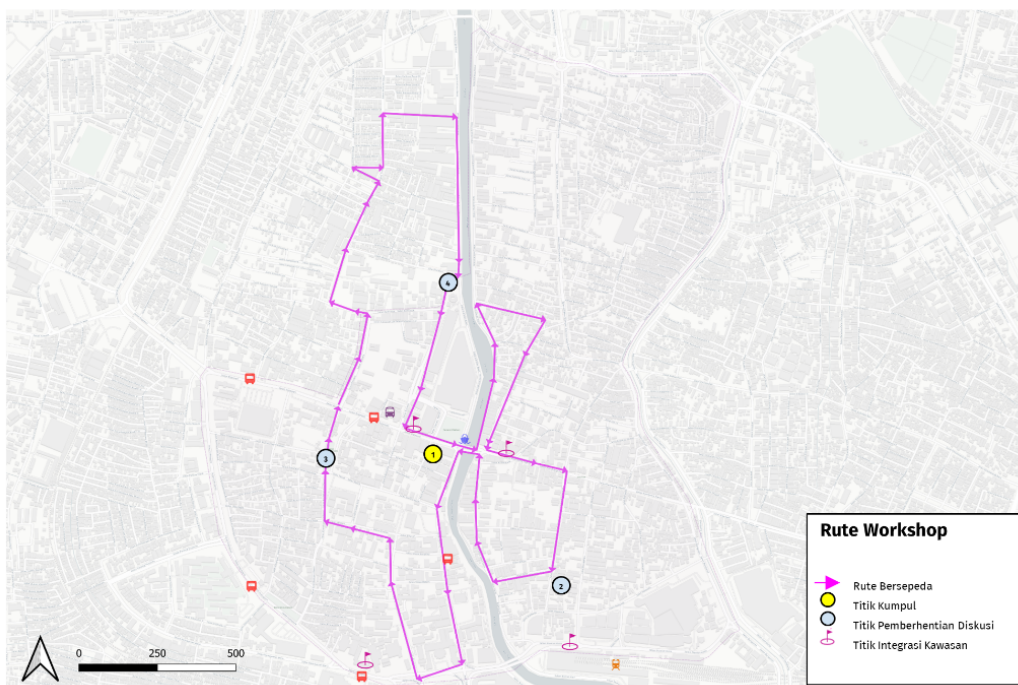 4
3
1
2
0 250 500
Rute Workshop
Rute Bersepeda
Titik Kumpul
Titik Pemberhentian Diskusi
Titik Integrasi Kawasan